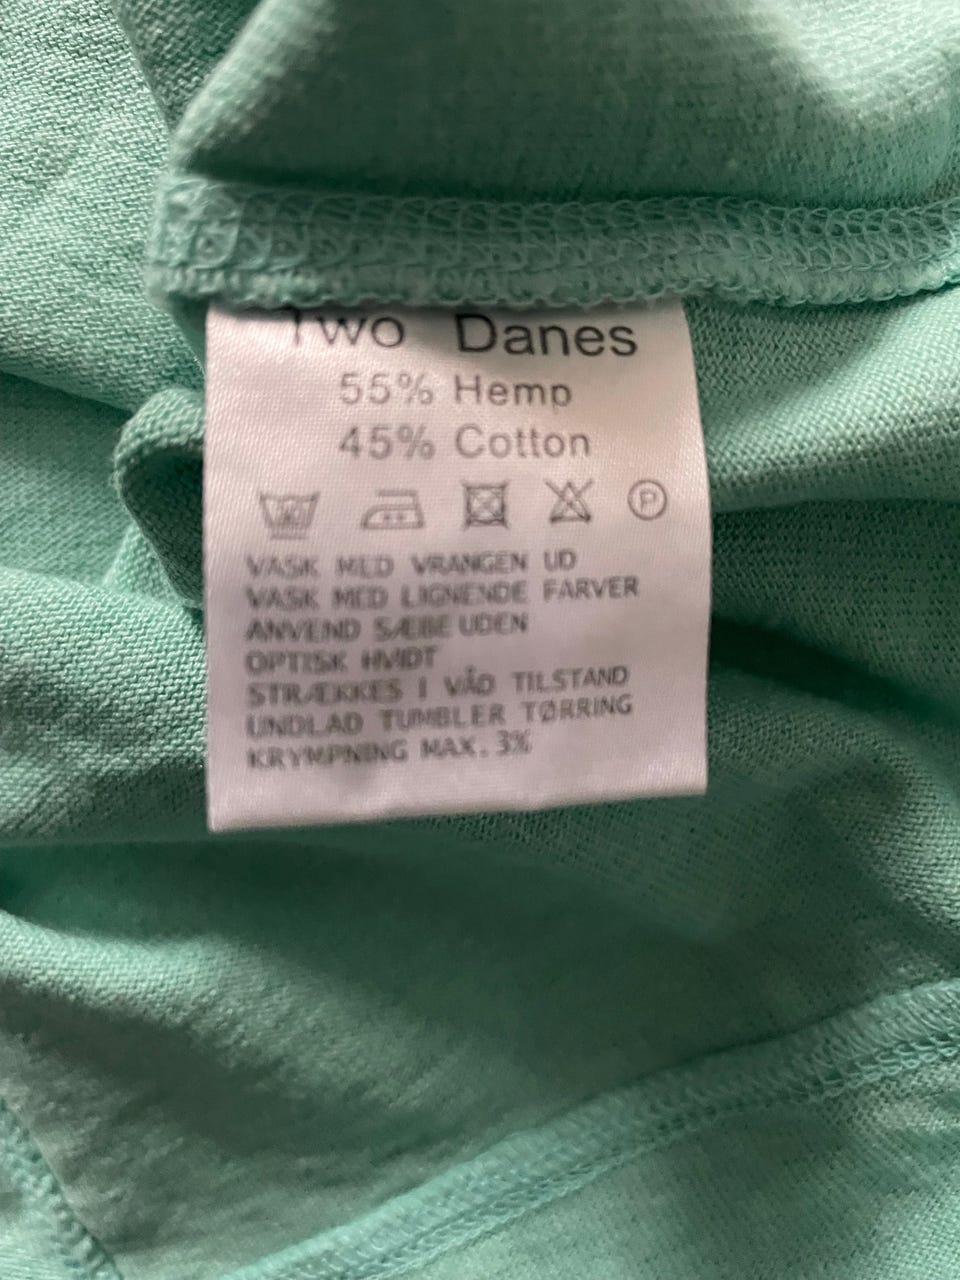 Two Danes
55% Hemp
45% Cotton
P
VASK MED VRANGEN UD
VASK MED LIGNENDE FARVER
ANVEND SÆBE UDEN
OPTISK HVIDT
STRÆKKES I VÅD TILSTAND
UNDLAD TUMBLER TØRRING
KRYMPNING MAX. 3%